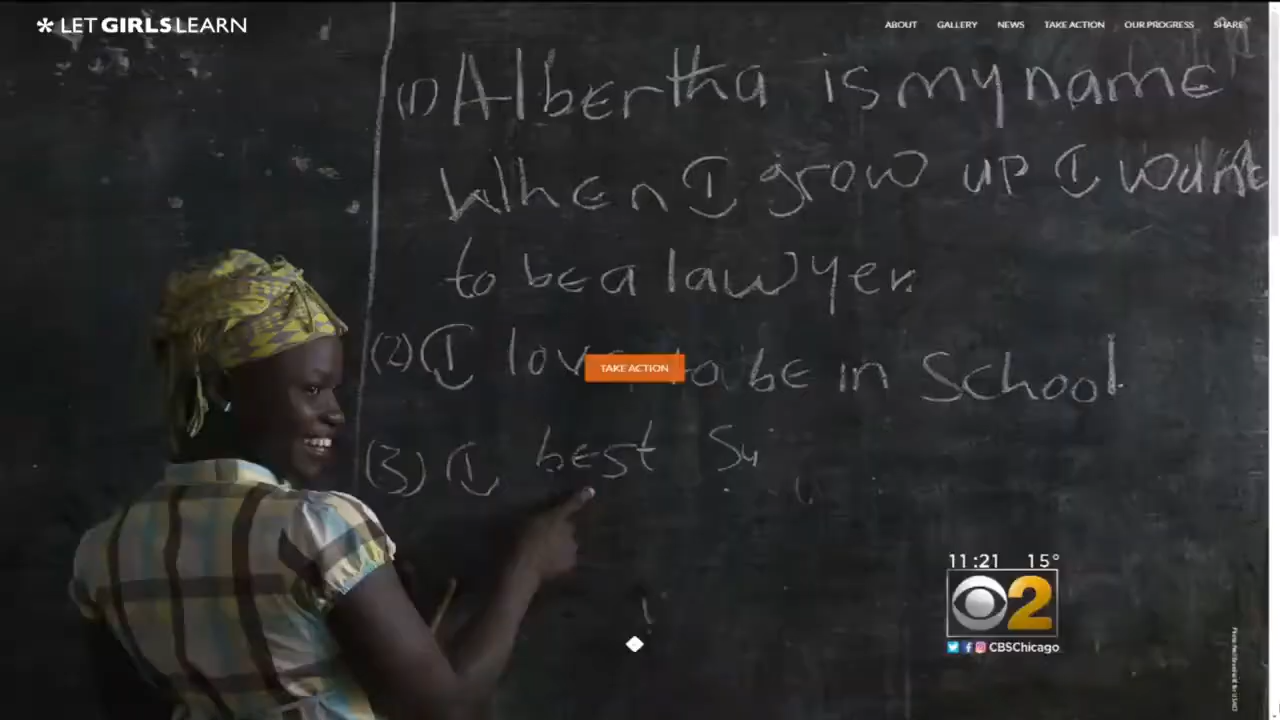 * LET GIRLS LEARN
ABOUT GALLERY NEWS TAKE ACTION OUR PROGRESS SHARE
(1) Albertha is my name
When I grow up I want
to be a lawyer.
(2) I love to be in School
TAKE ACTION
(3) I best Su
11:21 15°
2
CBSChicago